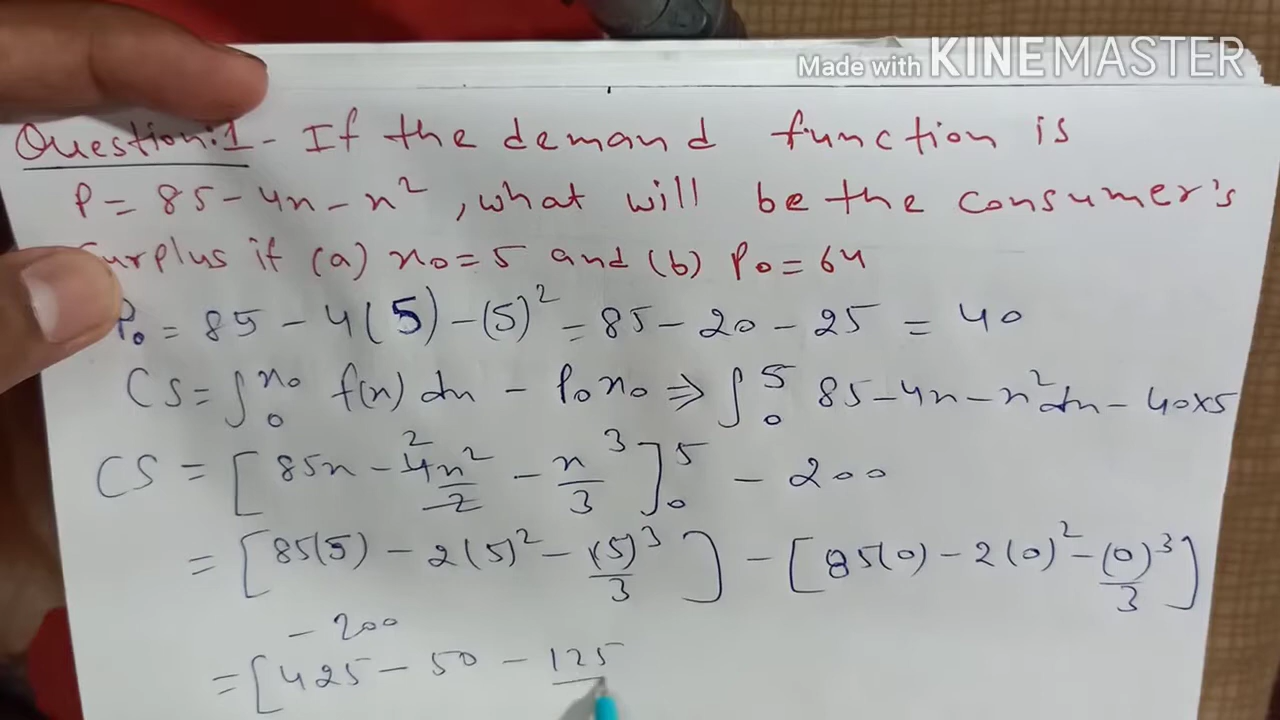 Made with KINEMASTER
Question:1 - If the demand function is
P = 85 - 4x - x², what will be the consumer's
Surplus if (a) x₀ = 5 and (b) P₀ = 64
P₀ = 85 - 4(5) - (5)² = 85 - 20 - 25 = 40
CS = ∫₀^x₀ f(x) dx - P₀x₀ ⇒ ∫₀^5 85 - 4x - x² dx - 40×5
CS = [85x - 4x²/2 - x³/3]₀^5 - 200
2
= [85(5) - 2(5)² - (5)³/3] - [85(0) - 2(0)² - (0)³/3]
- 200
= [425 - 50 - 125